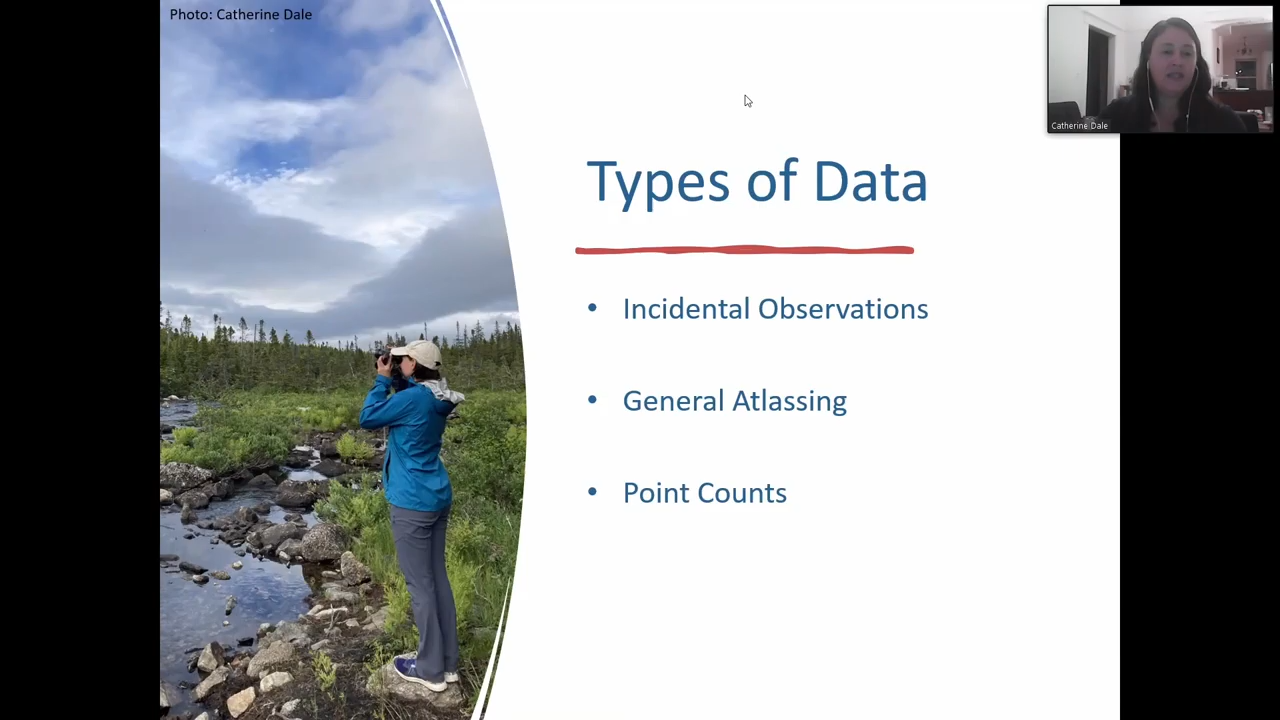 Photo: Catherine Dale
Catherine Dale
Types of Data
• Incidental Observations
• General Atlassing
• Point Counts